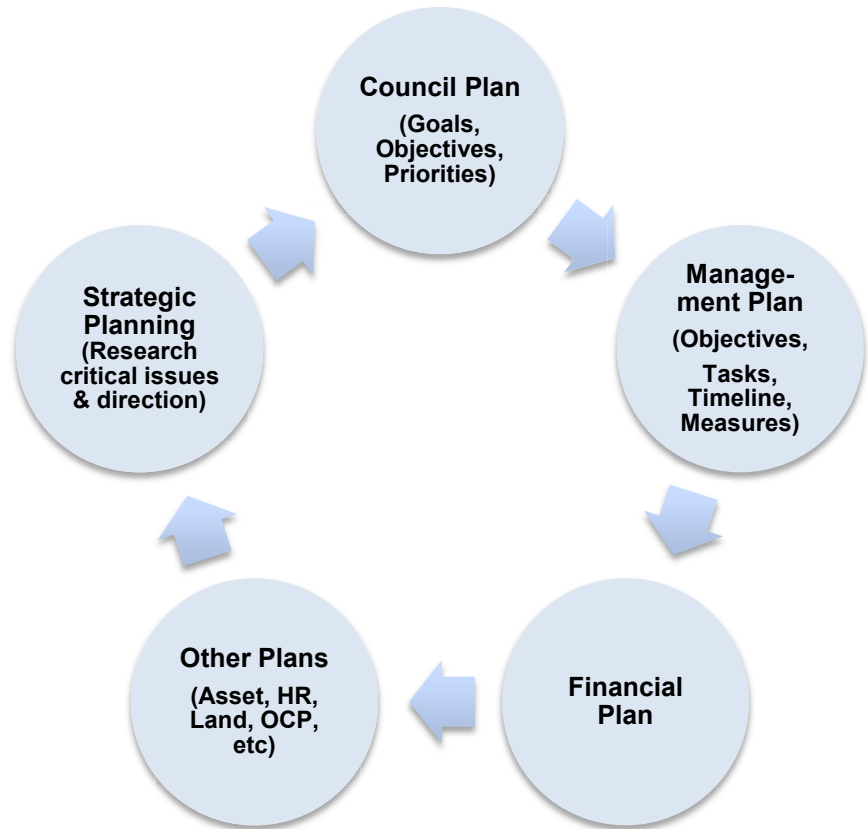 Council Plan
(Goals,
Objectives,
Priorities)
Manage-
ment Plan
(Objectives,
Tasks,
Timeline,
Measures)
Financial
Plan
Other Plans
(Asset, HR,
Land, OCP,
etc)
Strategic
Planning
(Research
critical issues
& direction)